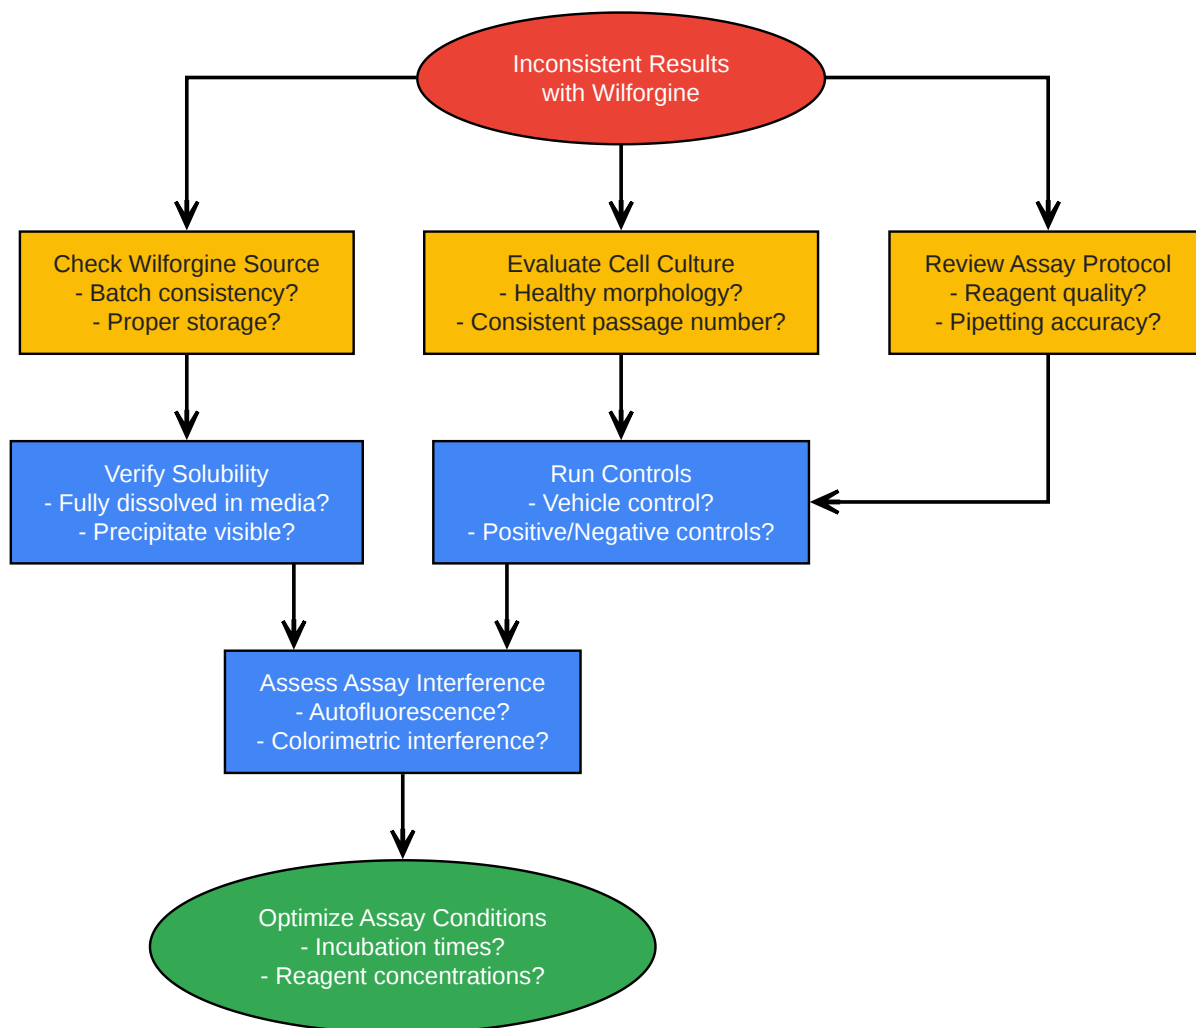 Inconsistent Results
with Wilforgine
Check Wilforgine Source
- Batch consistency?
- Proper storage?
Evaluate Cell Culture
- Healthy morphology?
- Consistent passage number?
Review Assay Protocol
- Reagent quality?
- Pipetting accuracy?
Verify Solubility
- Fully dissolved in media?
- Precipitate visible?
Run Controls
- Vehicle control?
- Positive/Negative controls?
Assess Assay Interference
- Autofluorescence?
- Colorimetric interference?
Optimize Assay Conditions
- Incubation times?
- Reagent concentrations?